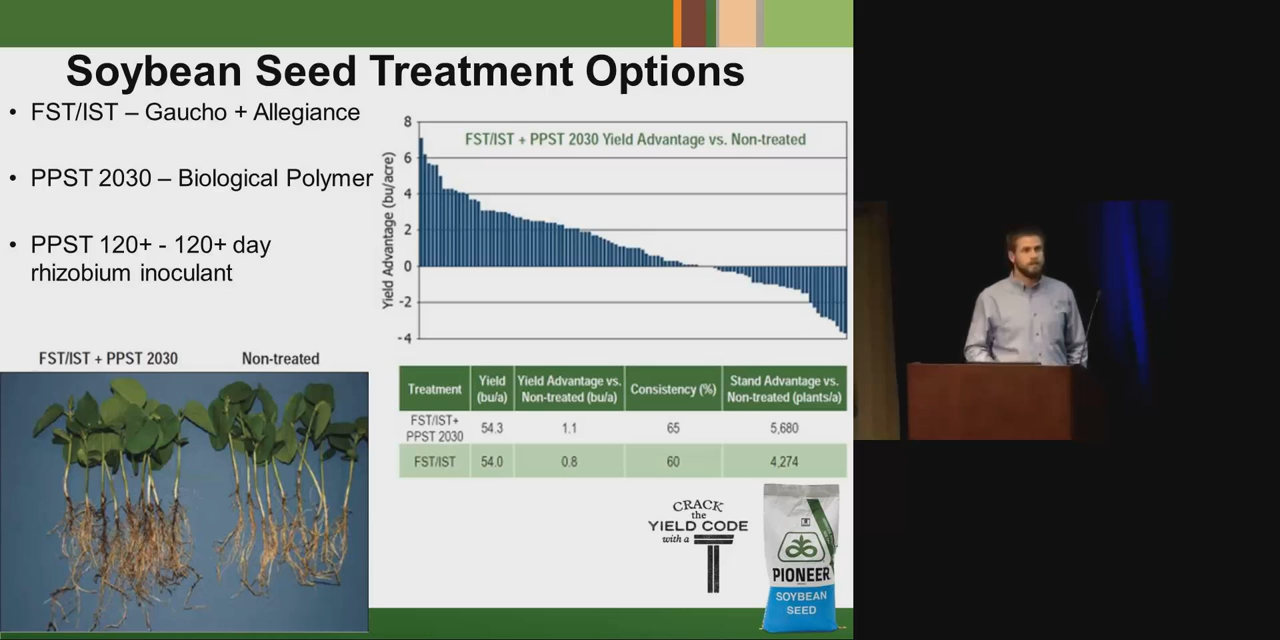 Soybean Seed Treatment Options
• FST/IST – Gaucho + Allegiance
• PPST 2030 – Biological Polymer
• PPST 120+ - 120+ day
rhizobium inoculant
FST/IST + PPST 2030 Non-treated
FST/IST + PPST 2030 Yield Advantage vs. Non-treated
Yield Advantage (bu/acre)
8
6
4
2
0
-2
-4
Treatment
Yield
(bu/a)
Yield Advantage vs.
Non-treated (bu/a)
Consistency (%)
Stand Advantage vs.
Non-treated (plants/a)
FST/IST+
PPST 2030
54.3
1.1
65
5,680
FST/IST
54.0
0.8
60
4,274
CRACK
the
YIELD CODE
with a
T
PIONEER
SOYBEAN
SEED